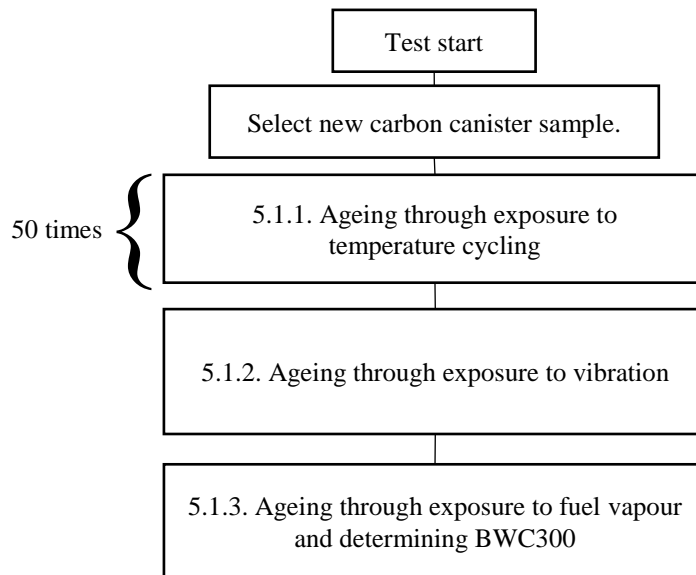 Test start
Select new carbon canister sample.
50 times
5.1.1. Ageing through exposure to
temperature cycling
5.1.2. Ageing through exposure to vibration
5.1.3. Ageing through exposure to fuel vapour
and determining BWC300